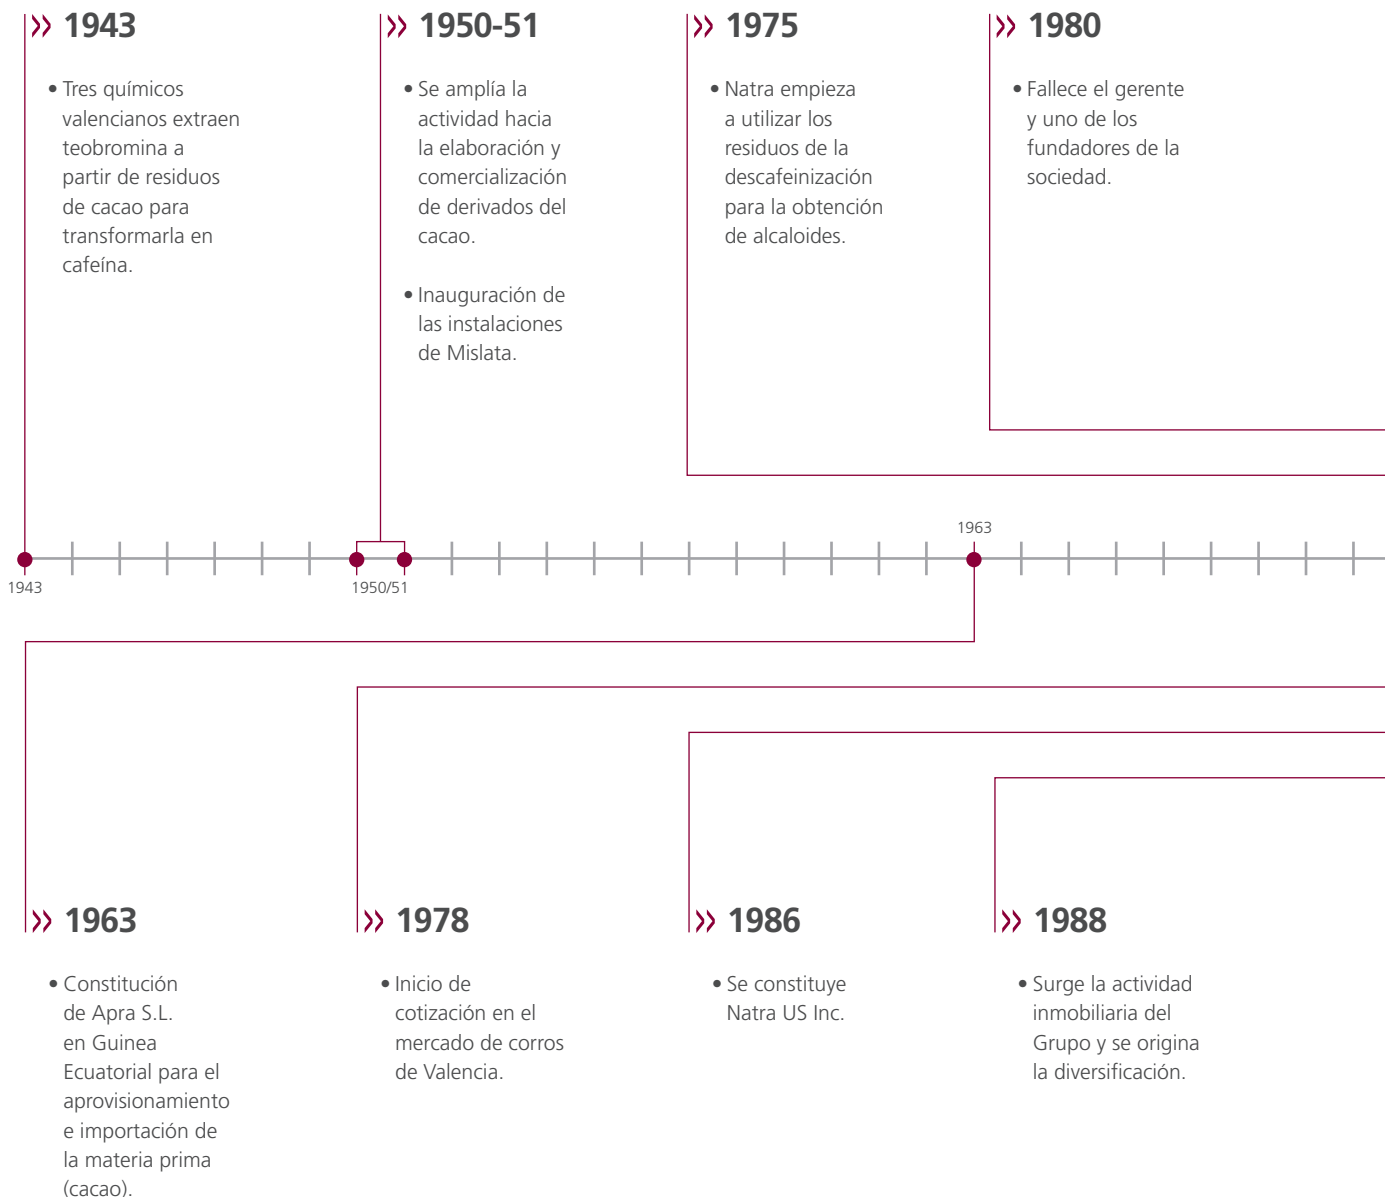 » 1943
• Tres químicos
valencianos extraen
teobromina a
partir de residuos
de cacao para
transformarla en
cafeína.
» 1950-51
• Se amplía la
actividad hacia
la elaboración y
comercialización
de derivados del
cacao.
• Inauguración de
las instalaciones
de Mislata.
» 1975
• Natra empieza
a utilizar los
residuos de la
descafeinización
para la obtención
de alcaloides.
» 1980
• Fallece el gerente
y uno de los
fundadores de la
sociedad.
1943
1950/51
1963
» 1963
• Constitución
de Apra S.L.
en Guinea
Ecuatorial para el
aprovisionamiento
e importación de
la materia prima
(cacao).
» 1978
• Inicio de
cotización en el
mercado de corros
de Valencia.
» 1986
• Se constituye
Natra US Inc.
» 1988
• Surge la actividad
inmobiliaria del
Grupo y se origina
la diversificación.